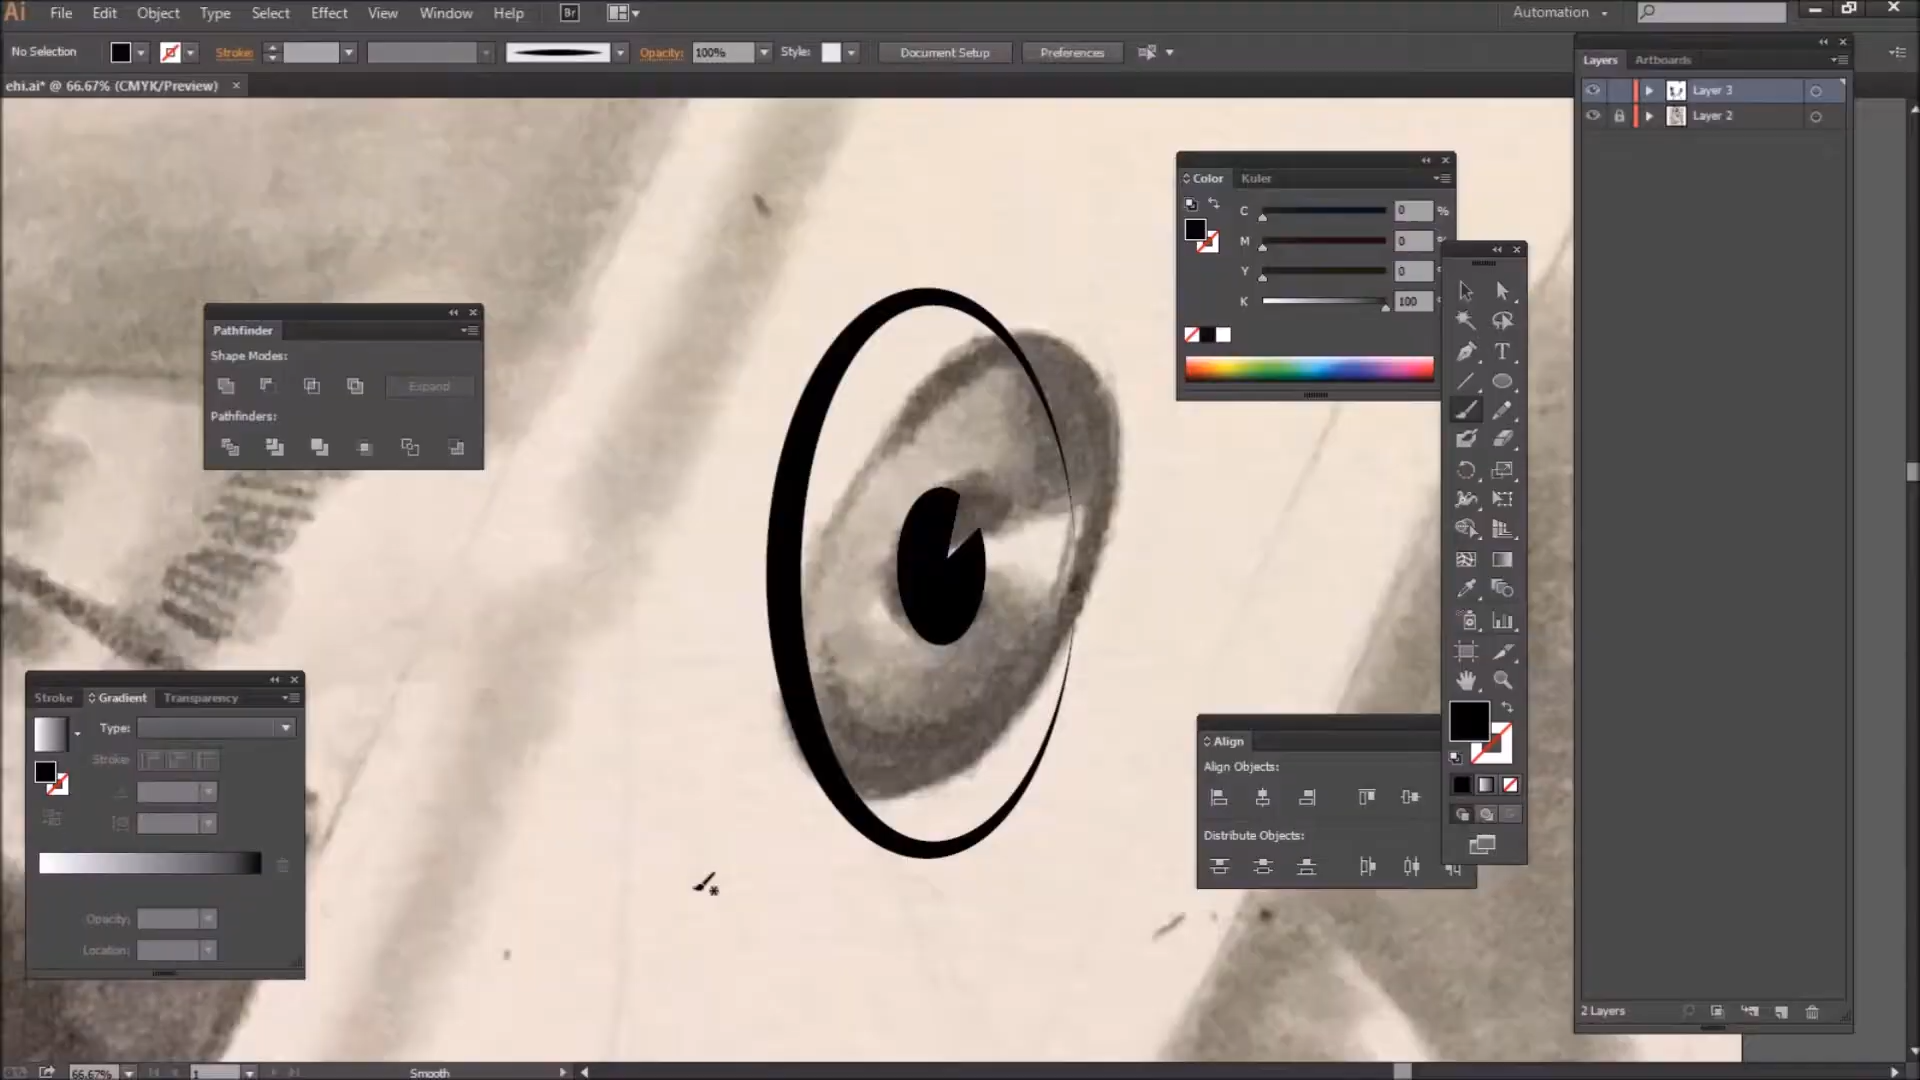 Ai File Edit Object Type Select Effect View Window Help Br Automation
No Selection Stroke: Opacity: 100% Style: Document Setup Preferences
ehi.ai* @ 66.67% (CMYK/Preview) ×
Layers Artboards
Layer 3
Layer 2
Color Kuler
C 0 %
M 0 %
Y 0
K 100
Pathfinder
Shape Modes:
Expand
Pathfinders:
T
Stroke Gradient Transparency
Type:
Stroke:
Opacity:
Location:
Align
Align Objects:
Distribute Objects:
2 Layers
66.67% 1 Smooth